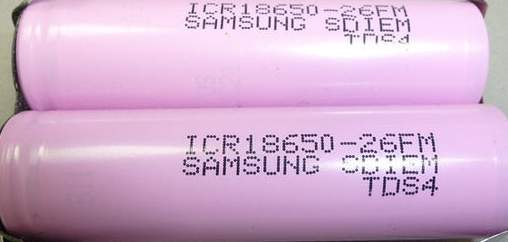 ICR18650-26FM
SAMSUNG SDIEM
TDS4
ICR18650-26FM
SAMSUNG SDIEM
TDS4